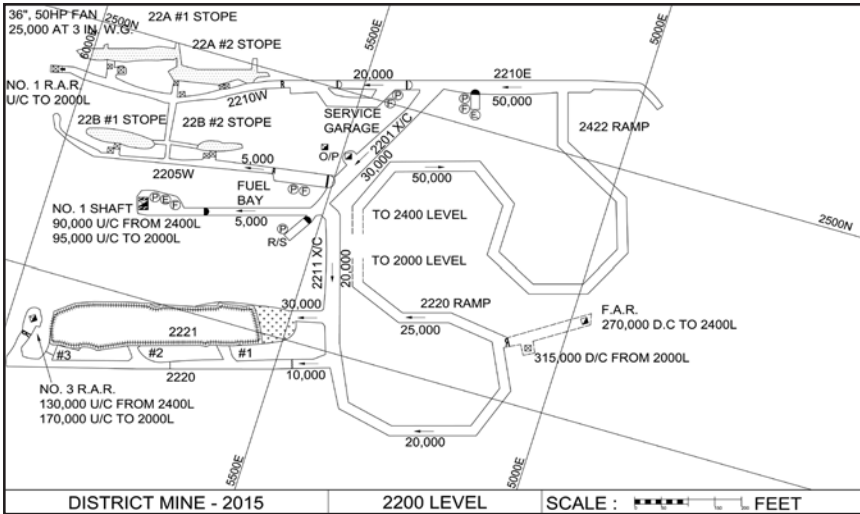 36", 50HP FAN
25,000 AT 3 IN. W.G.
2500N
22A #1 STOPE
6000E
22A #2 STOPE
5500E
5000E
20,000
2210E
50,000
NO. 1 R.A.R.
U/C TO 2000L
2210W
P
F
P
F
E
SERVICE
GARAGE
2422 RAMP
22B #1 STOPE
22B #2 STOPE
2201 X/C
30,000
O/P
5,000
2205W
50,000
FUEL
BAY
P F
P E F
NO. 1 SHAFT
90,000 U/C FROM 2400L
95,000 U/C TO 2000L
5,000
P
R/S
TO 2400 LEVEL
2500N
2211 X/C
20,000
TO 2000 LEVEL
30,000
2220 RAMP
25,000
F.A.R.
270,000 D.C TO 2400L
315,000 D/C FROM 2000L
2221
#3
#2
#1
2220
10,000
NO. 3 R.A.R.
130,000 U/C FROM 2400L
170,000 U/C TO 2000L
20,000
5500E
5000E
DISTRICT MINE - 2015
2200 LEVEL
SCALE : FEET